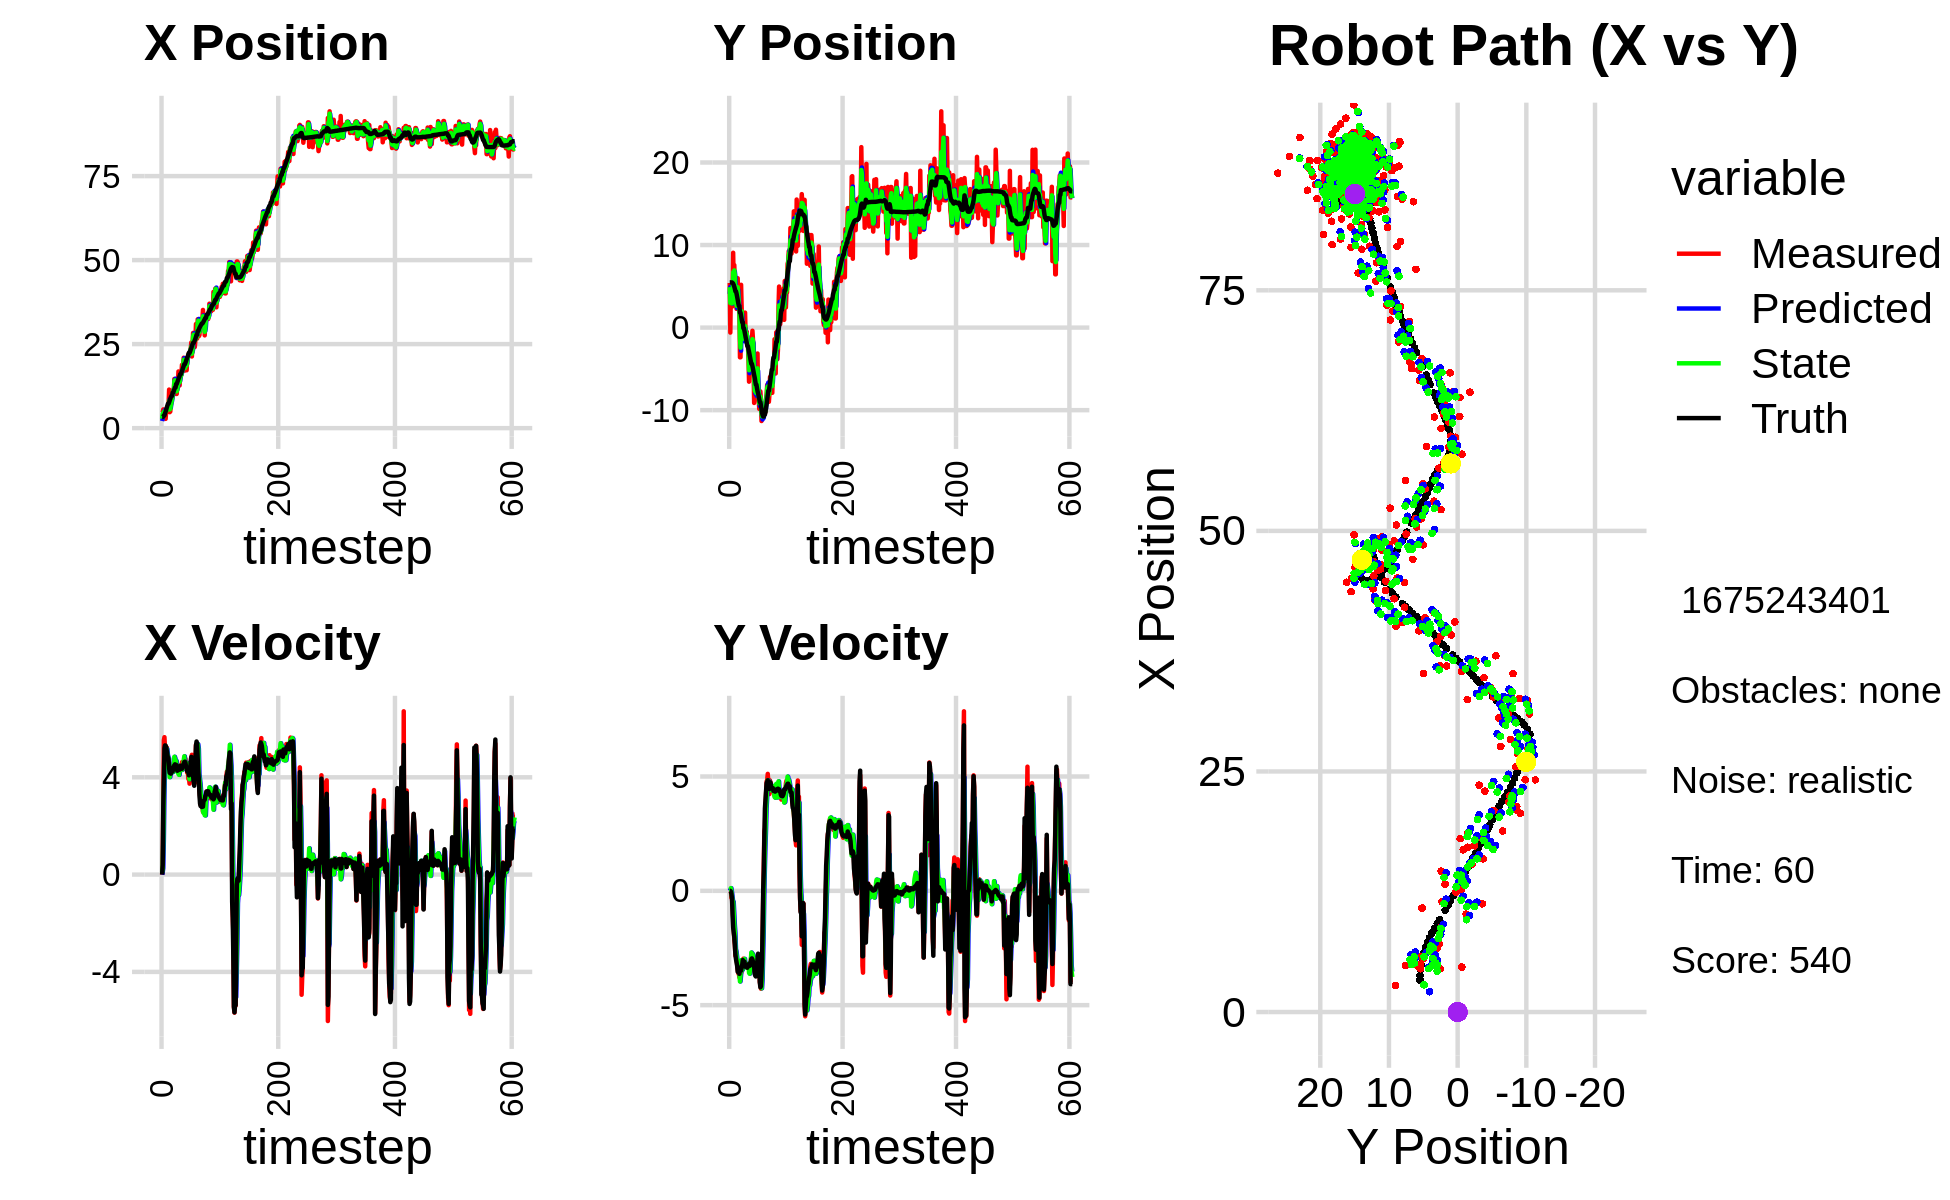 X Position
75
50
25
0
0
200
400
600
timestep
Y Position
20
10
0
-10
0
200
400
600
timestep
X Velocity
4
0
-4
0
200
400
600
timestep
Y Velocity
5
0
-5
0
200
400
600
timestep
Robot Path (X vs Y)
X Position
75
50
25
0
20 10 0 -10 -20
Y Position
variable
Measured
Predicted
State
Truth
1675243401
Obstacles: none
Noise: realistic
Time: 60
Score: 540